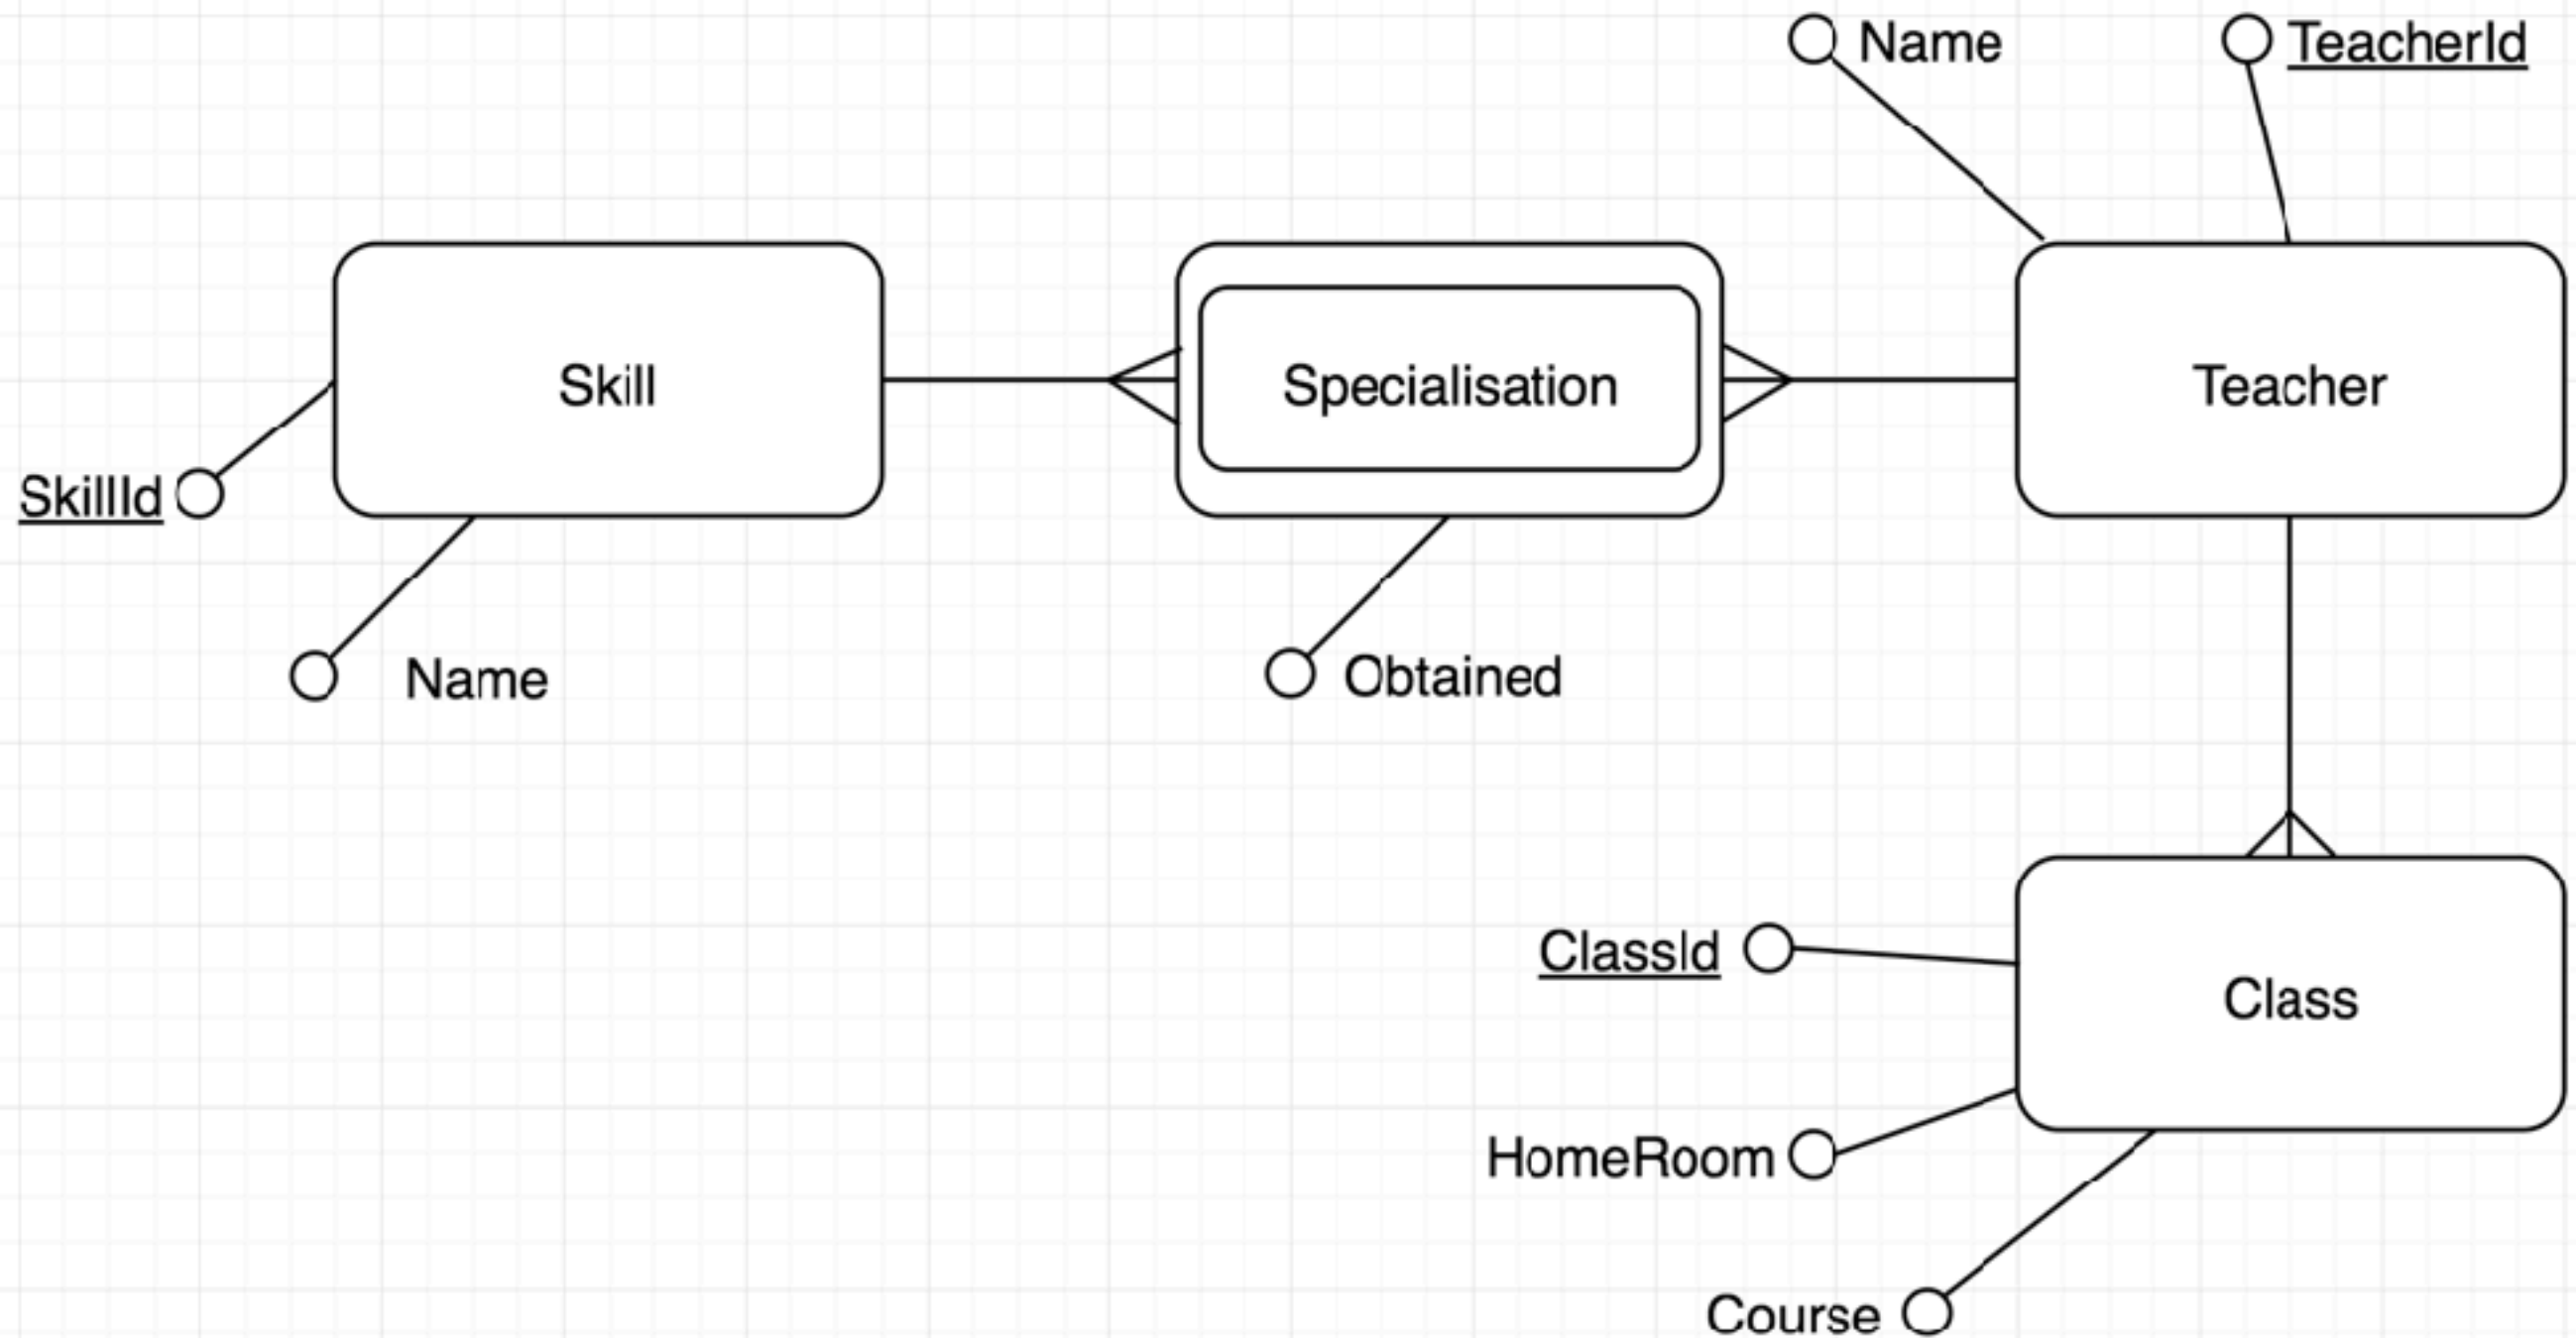 Name
TeacherId
Skill
Specialisation
Teacher
SkillId
Name
Obtained
ClassId
Class
HomeRoom
Course